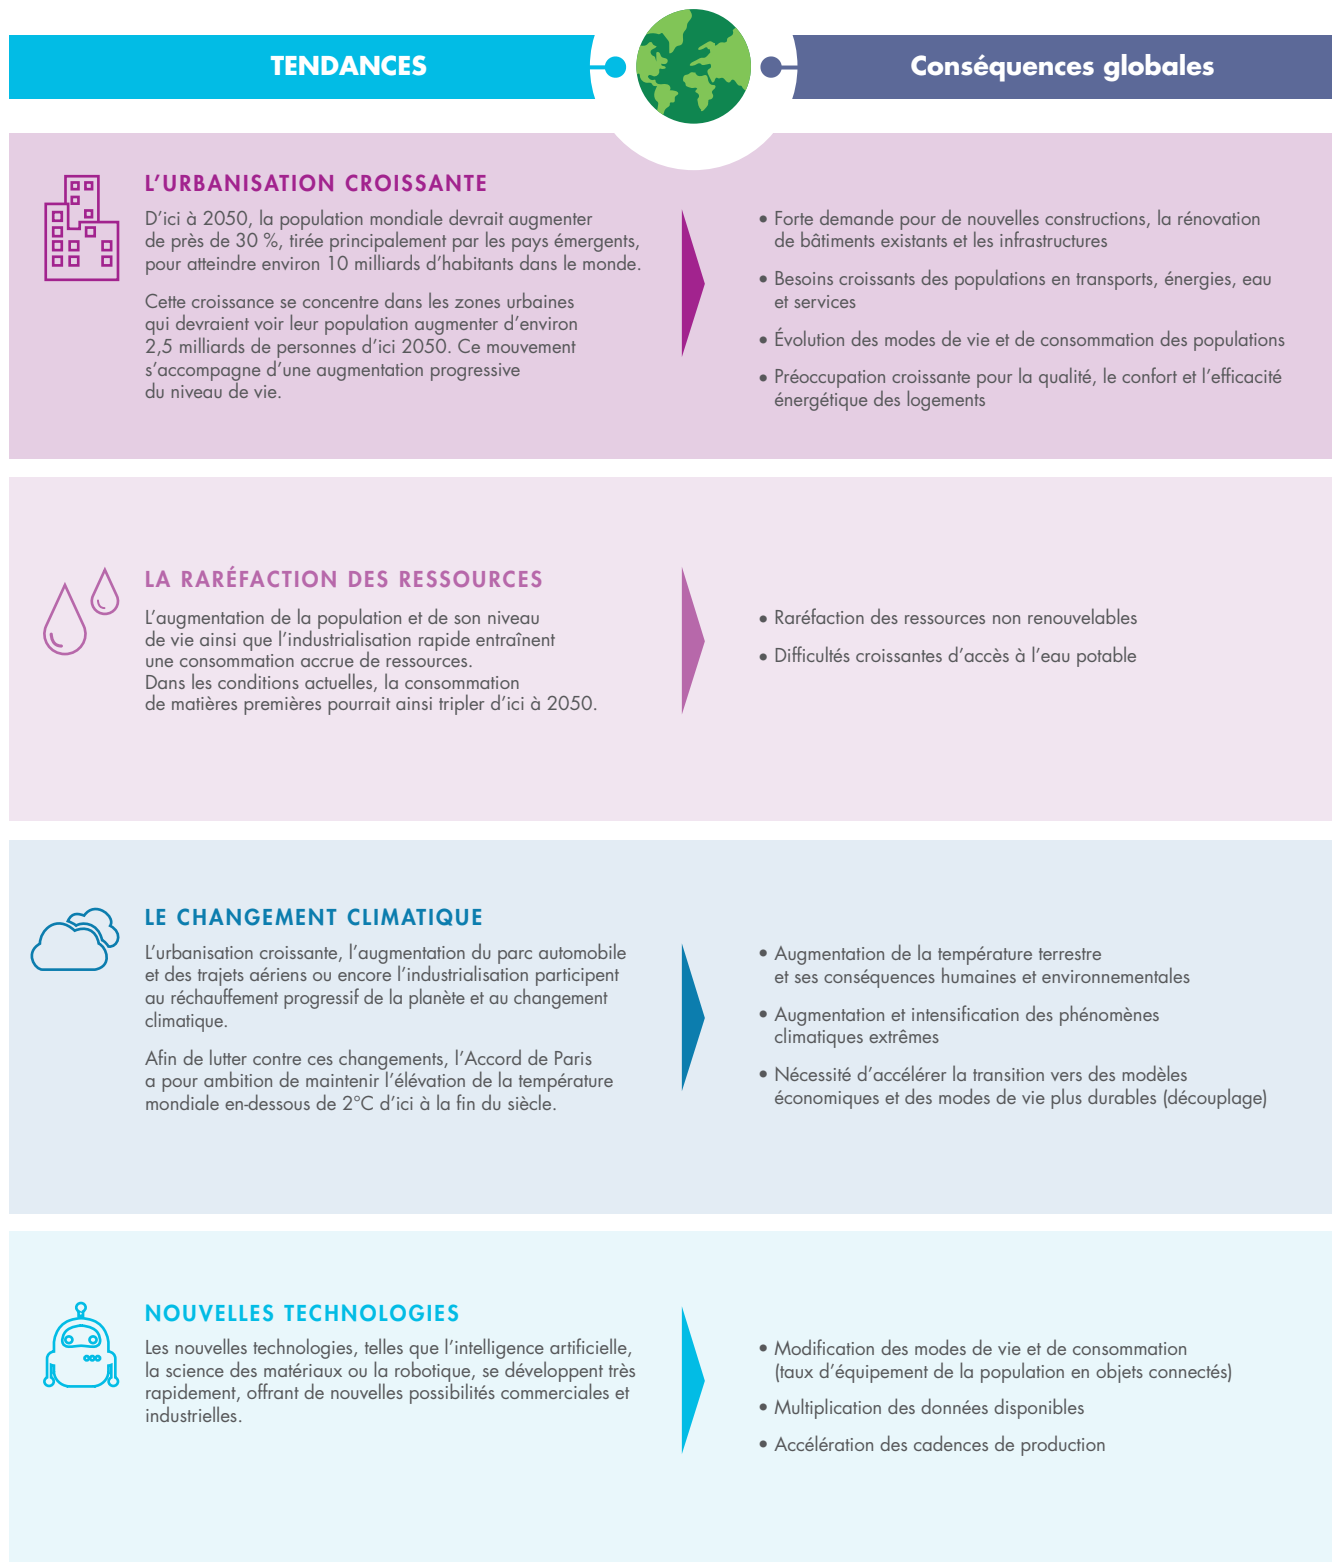 TENDANCES
Conséquences globales
L’URBANISATION CROISSANTE
D’ici à 2050, la population mondiale devrait augmenter
de près de 30 %, tirée principalement par les pays émergents,
pour atteindre environ 10 milliards d’habitants dans le monde.
Cette croissance se concentre dans les zones urbaines
qui devraient voir leur population augmenter d’environ
2,5 milliards de personnes d’ici 2050. Ce mouvement
s’accompagne d’une augmentation progressive
du niveau de vie.
• Forte demande pour de nouvelles constructions, la rénovation
de bâtiments existants et les infrastructures
• Besoins croissants des populations en transports, énergies, eau
et services
• Évolution des modes de vie et de consommation des populations
• Préoccupation croissante pour la qualité, le confort et l’efficacité
énergétique des logements
LA RARÉFACTION DES RESSOURCES
L’augmentation de la population et de son niveau
de vie ainsi que l’industrialisation rapide entraînent
une consommation accrue de ressources.
Dans les conditions actuelles, la consommation
de matières premières pourrait ainsi tripler d’ici à 2050.
• Raréfaction des ressources non renouvelables
• Difficultés croissantes d’accès à l’eau potable
LE CHANGEMENT CLIMATIQUE
L’urbanisation croissante, l’augmentation du parc automobile
et des trajets aériens ou encore l’industrialisation participent
au réchauffement progressif de la planète et au changement
climatique.
Afin de lutter contre ces changements, l’Accord de Paris
a pour ambition de maintenir l’élévation de la température
mondiale en-dessous de 2°C d’ici à la fin du siècle.
• Augmentation de la température terrestre
et ses conséquences humaines et environnementales
• Augmentation et intensification des phénomènes
climatiques extrêmes
• Nécessité d’accélérer la transition vers des modèles
économiques et des modes de vie plus durables (découplage)
NOUVELLES TECHNOLOGIES
Les nouvelles technologies, telles que l’intelligence artificielle,
la science des matériaux ou la robotique, se développent très
rapidement, offrant de nouvelles possibilités commerciales et
industrielles.
• Modification des modes de vie et de consommation
(taux d’équipement de la population en objets connectés)
• Multiplication des données disponibles
• Accélération des cadences de production